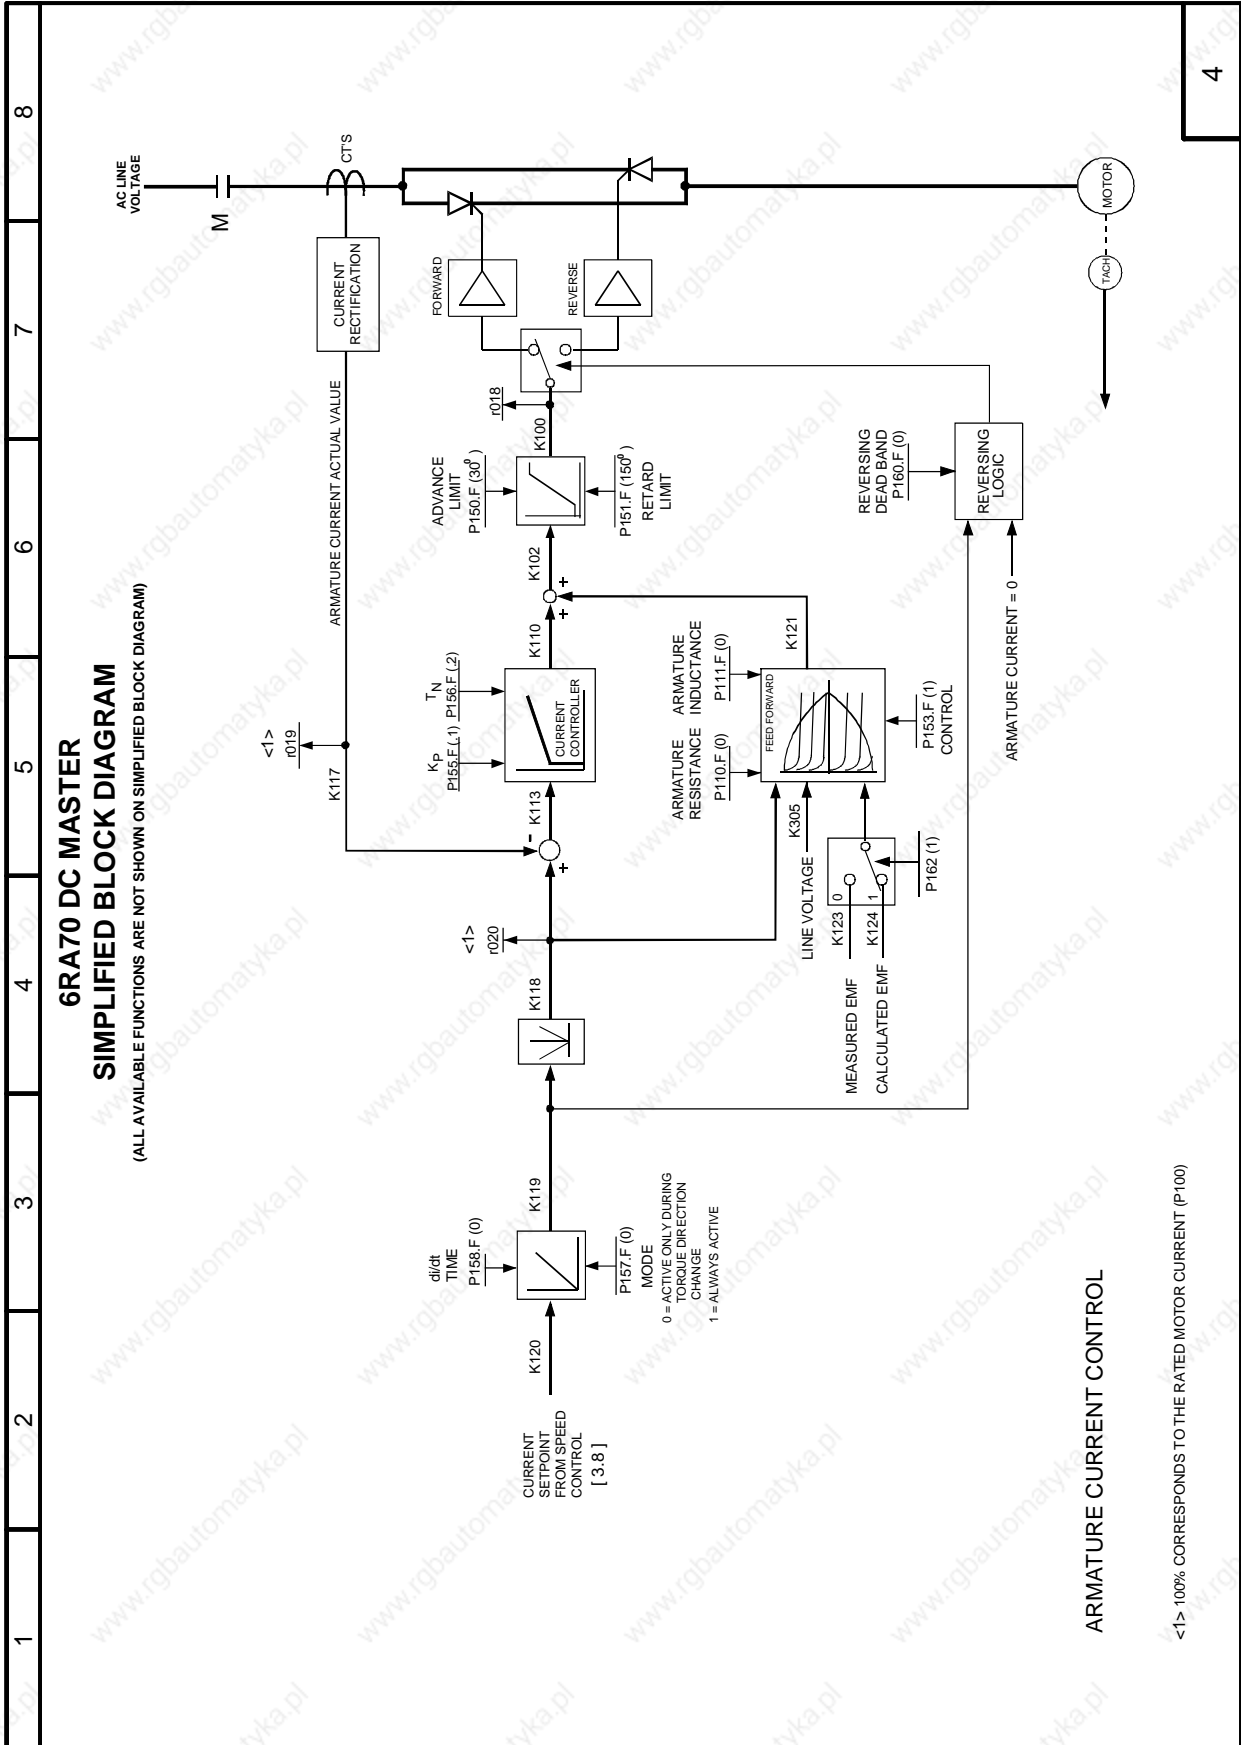 1
2
3
4
5
6
7
8
6RA70 DC MASTER
SIMPLIFIED BLOCK DIAGRAM
(ALL AVAILABLE FUNCTIONS ARE NOT SHOWN ON SIMPLIFIED BLOCK DIAGRAM)
AC LINE
VOLTAGE
M
CT'S
CURRENT
RECTIFICATION
ARMATURE CURRENT ACTUAL VALUE
<1>
r019
K117
FORWARD
REVERSE
r018
K100
ADVANCE
LIMIT
P150.F (30⁰ )
P151.F (150⁰ )
RETARD
LIMIT
K102
+
+
K110
T N
P156.F (.2)
K P
P155.F (.1)
CURRENT
CONTROLLER
K113
-
+
<1>
r020
K118
K119
di/dt
TIME
P158.F (0)
P157.F (0)
MODE
0 = ACTIVE ONLY DURING
TORQUE DIRECTION
CHANGE
1 = ALWAYS ACTIVE
K120
CURRENT
SETPOINT
FROM SPEED
CONTROL
[ 3.8 ]
ARMATURE
RESISTANCE
P110.F (0)
ARMATURE
INDUCTANCE
P111.F (0)
FEED FORWARD
K121
P153.F (1)
CONTROL
K305
LINE VOLTAGE
K123
0
K124
1
MEASURED EMF
CALCULATED EMF
P162 (1)
REVERSING
DEAD BAND
P160.F (0)
REVERSING
LOGIC
ARMATURE CURRENT = 0
MOTOR
TACH
ARMATURE CURRENT CONTROL
<1> 100% CORRESPONDS TO THE RATED MOTOR CURRENT (P100)
4
www.rgbautomatyka.pl